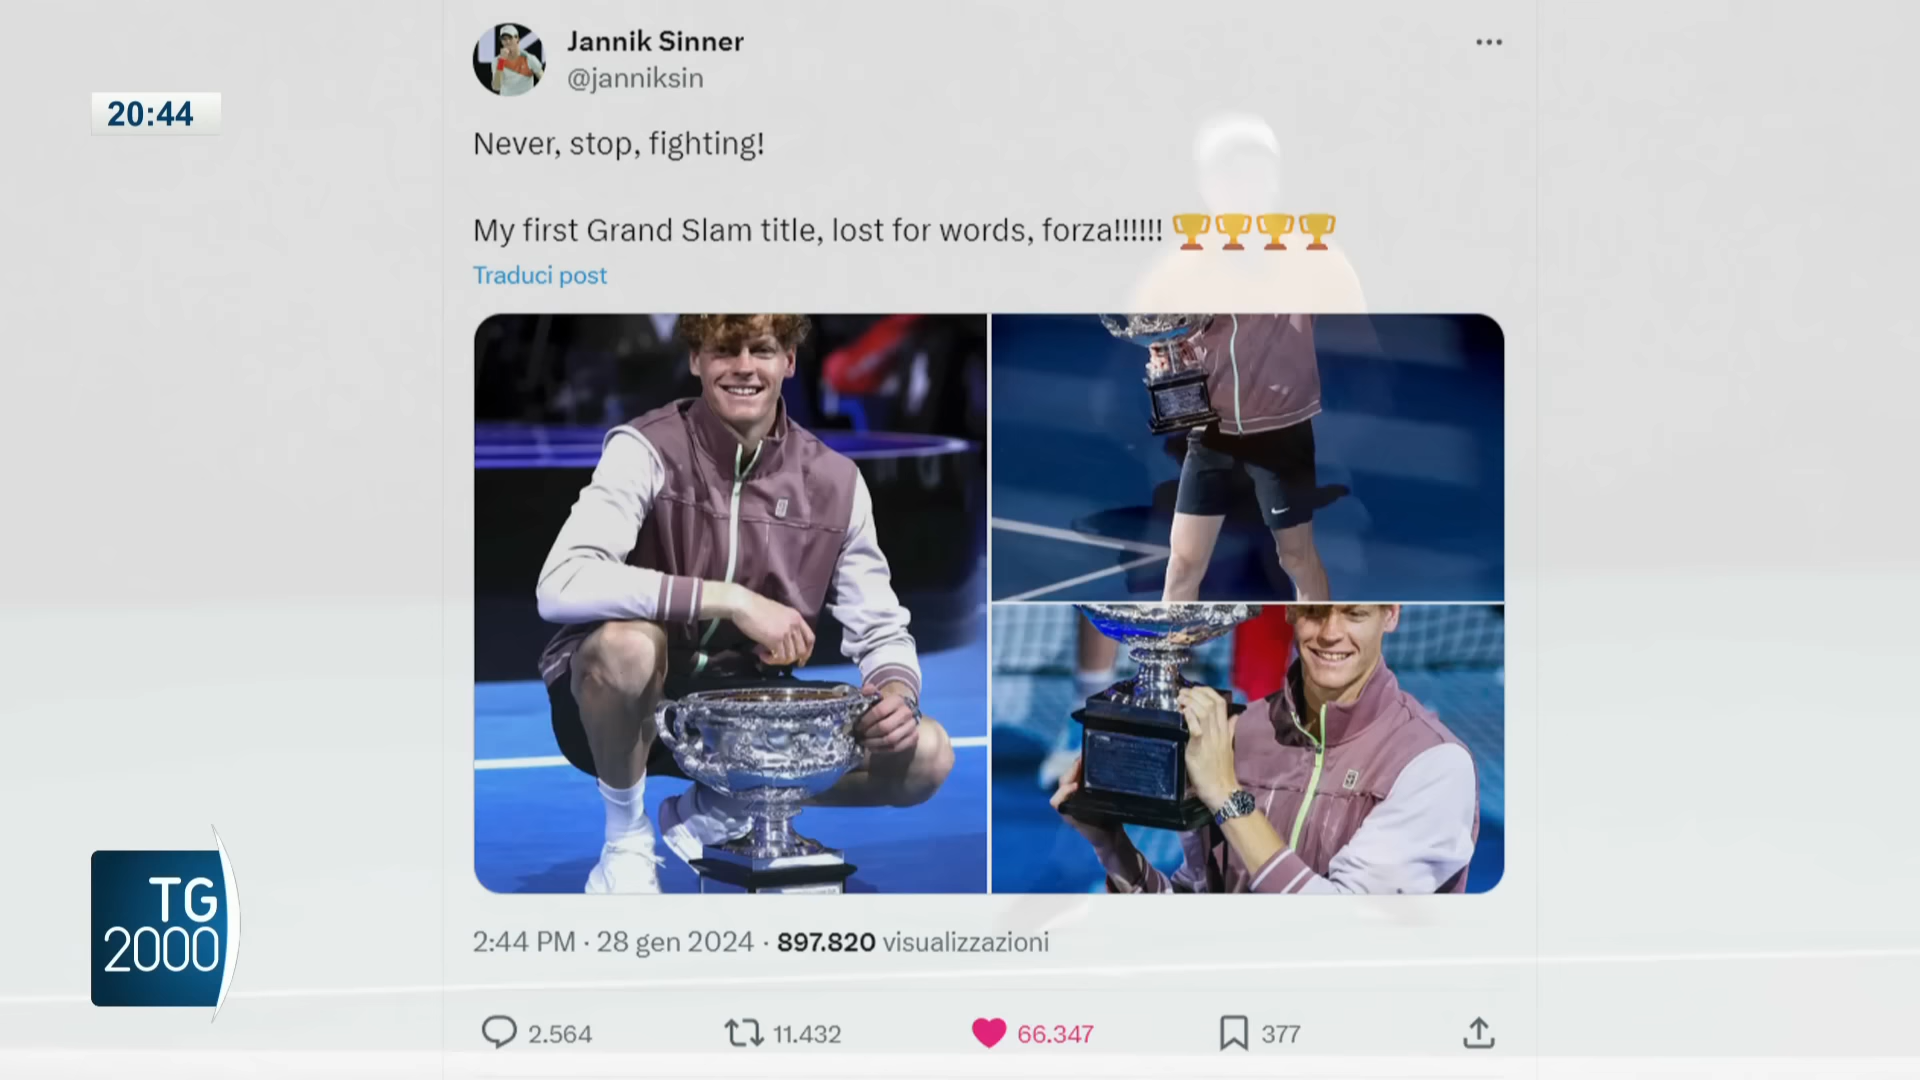 Jannik Sinner
@janniksin
20:44
Never, stop, fighting!
My first Grand Slam title, lost for words, forza!!!!!!
Traduci post
2:44 PM · 28 gen 2024 · 897.820 visualizzazioni
TG
2000
2.564
11.432
66.347
377